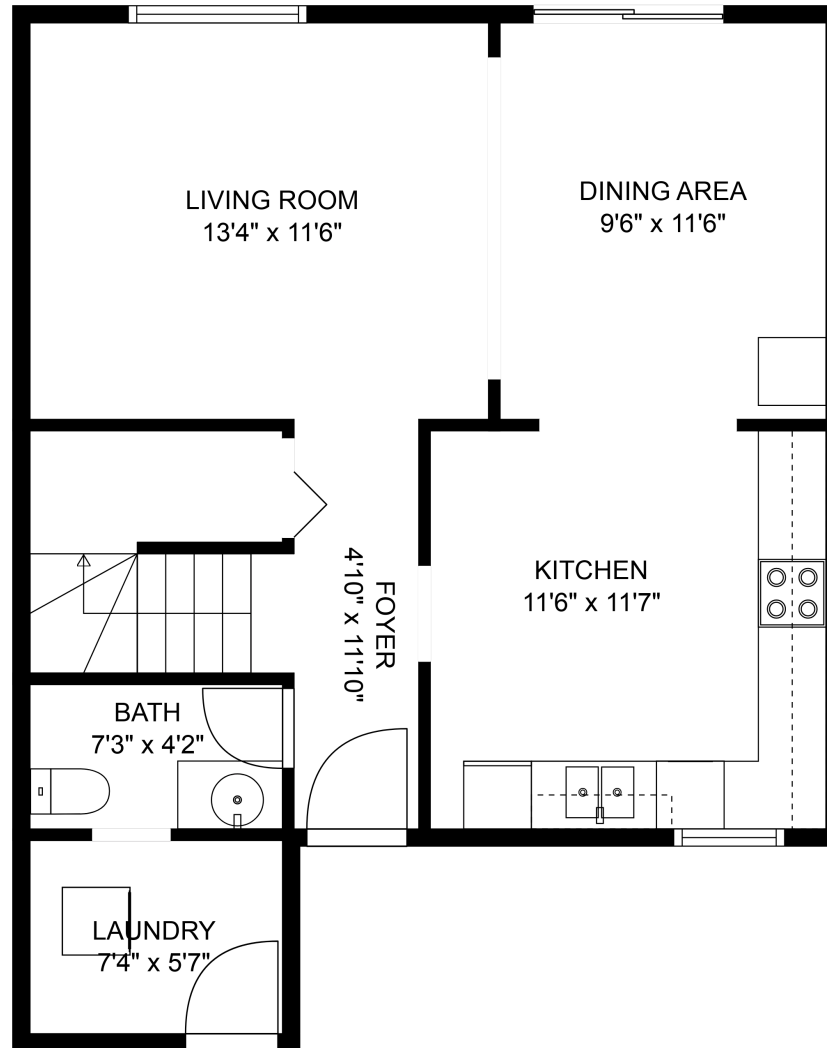 LIVING ROOM
13'4" x 11'6"
DINING AREA
9'6" x 11'6"
KITCHEN
11'6" x 11'7"
FOYER
4'10" x 11'10"
BATH
7'3" x 4'2"
LAUNDRY
7'4" x 5'7"